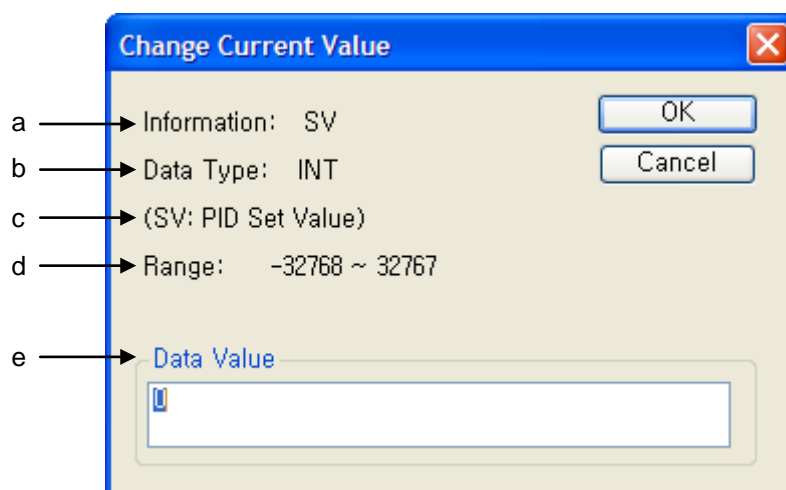 Change Current Value
a Information: SV OK
b Data Type: INT Cancel
c (SV: PID Set Value)
d Range: -32768 ~ 32767
e Data Value
0